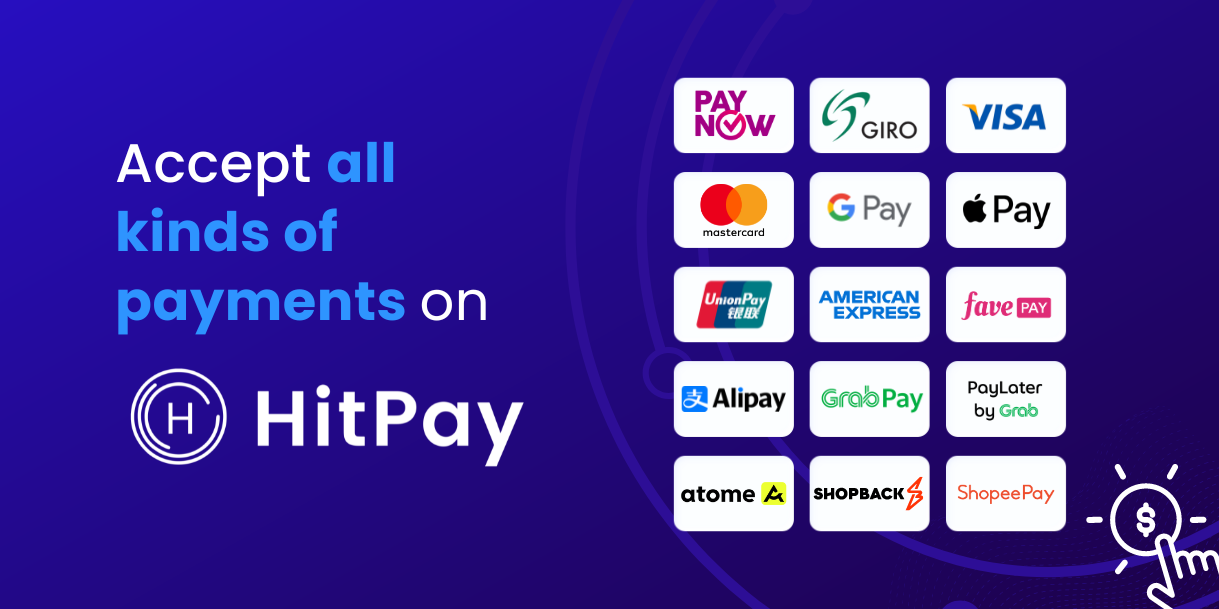 Accept all
kinds of
payments on
H HitPay
PAY
NOW
GIRO
VISA
mastercard
G Pay
Pay
UnionPay
银联
AMERICAN
EXPRESS
fave PAY
支 Alipay
GrabPay
PayLater
by Grab
atome A
SHOPBACK
ShopeePay
$